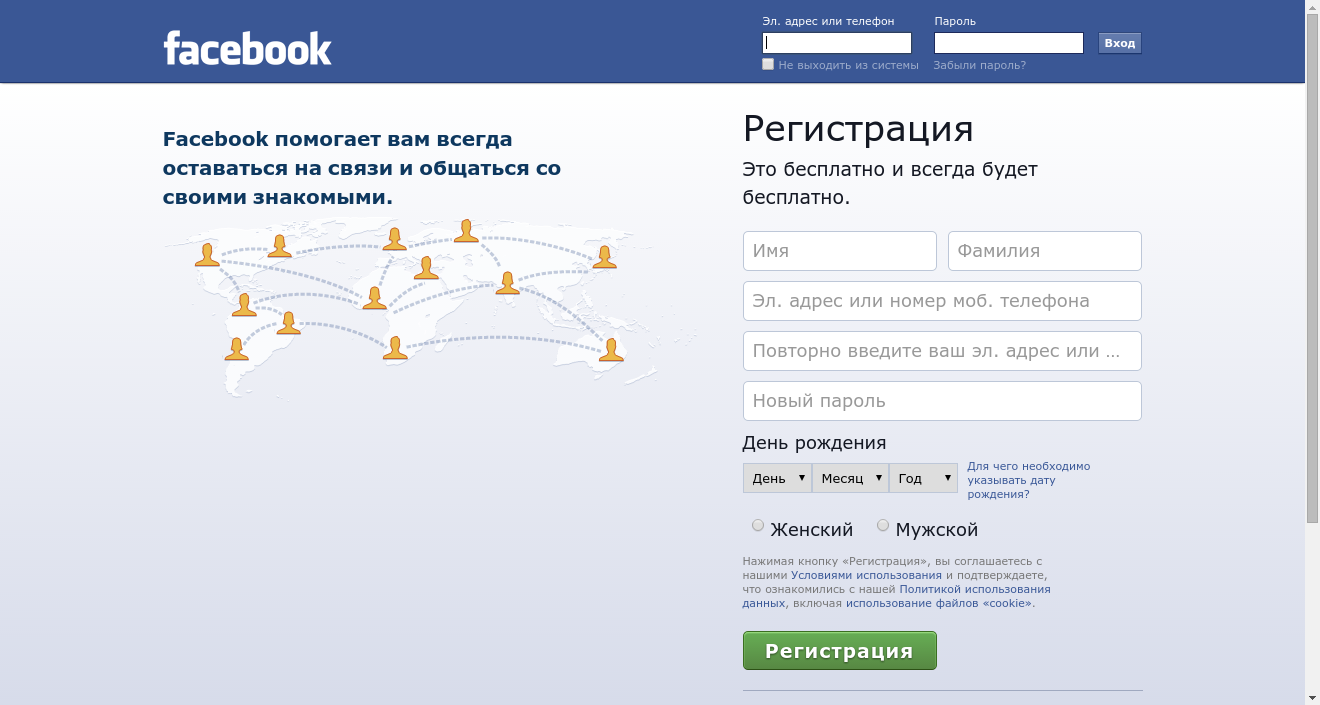 facebook
Эл. адрес или телефон
Пароль
Вход
Не выходить из системы
Забыли пароль?
Facebook помогает вам всегда
оставаться на связи и общаться со
своими знакомыми.
Регистрация
Это бесплатно и всегда будет
бесплатно.
Имя
Фамилия
Эл. адрес или номер моб. телефона
Повторно введите ваш эл. адрес или ...
Новый пароль
День рождения
День
Месяц
Год
Для чего необходимо
указывать дату
рождения?
Женский
Мужской
Нажимая кнопку «Регистрация», вы соглашаетесь с
нашими Условиями использования и подтверждаете,
что ознакомились с нашей Политикой использования
данных, включая использование файлов «cookie».
Регистрация